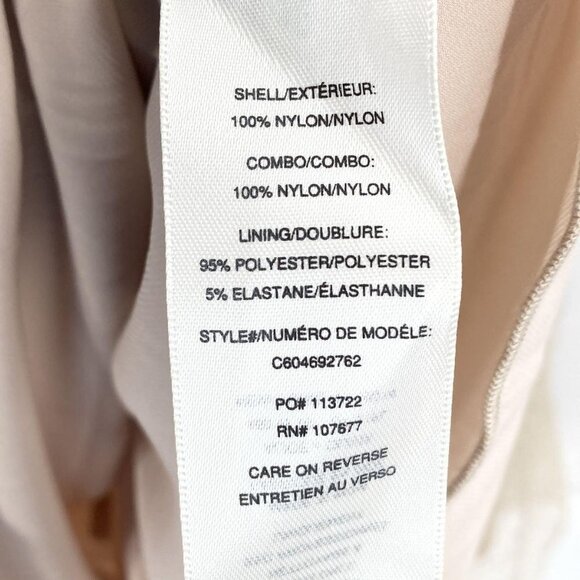 SHELL/EXTÉRIEUR:
100% NYLON/NYLON
COMBO/COMBO:
100% NYLON/NYLON
LINING/DOUBLURE:
95% POLYESTER/POLYESTER
5% ELASTANE/ÉLASTHANNE
STYLE#/NUMÉRO DE MODÉLE:
C604692762
PO# 113722
RN# 107677
CARE ON REVERSE
ENTRETIEN AU VERSO